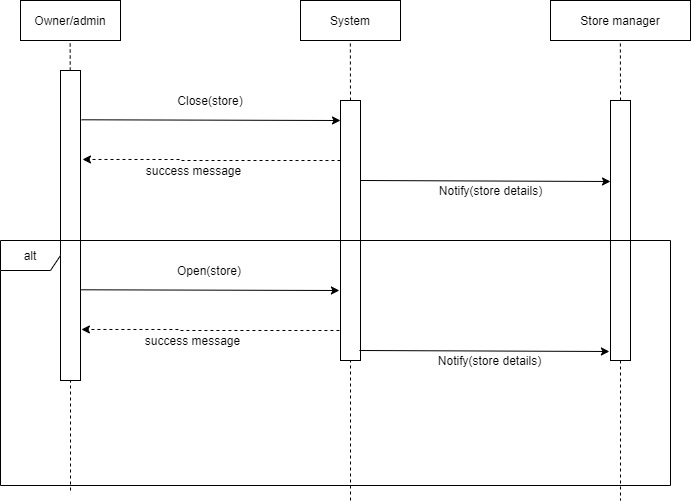 Owner/admin
System
Store manager
Close(store)
success message
Notify(store details)
alt
Open(store)
success message
Notify(store details)